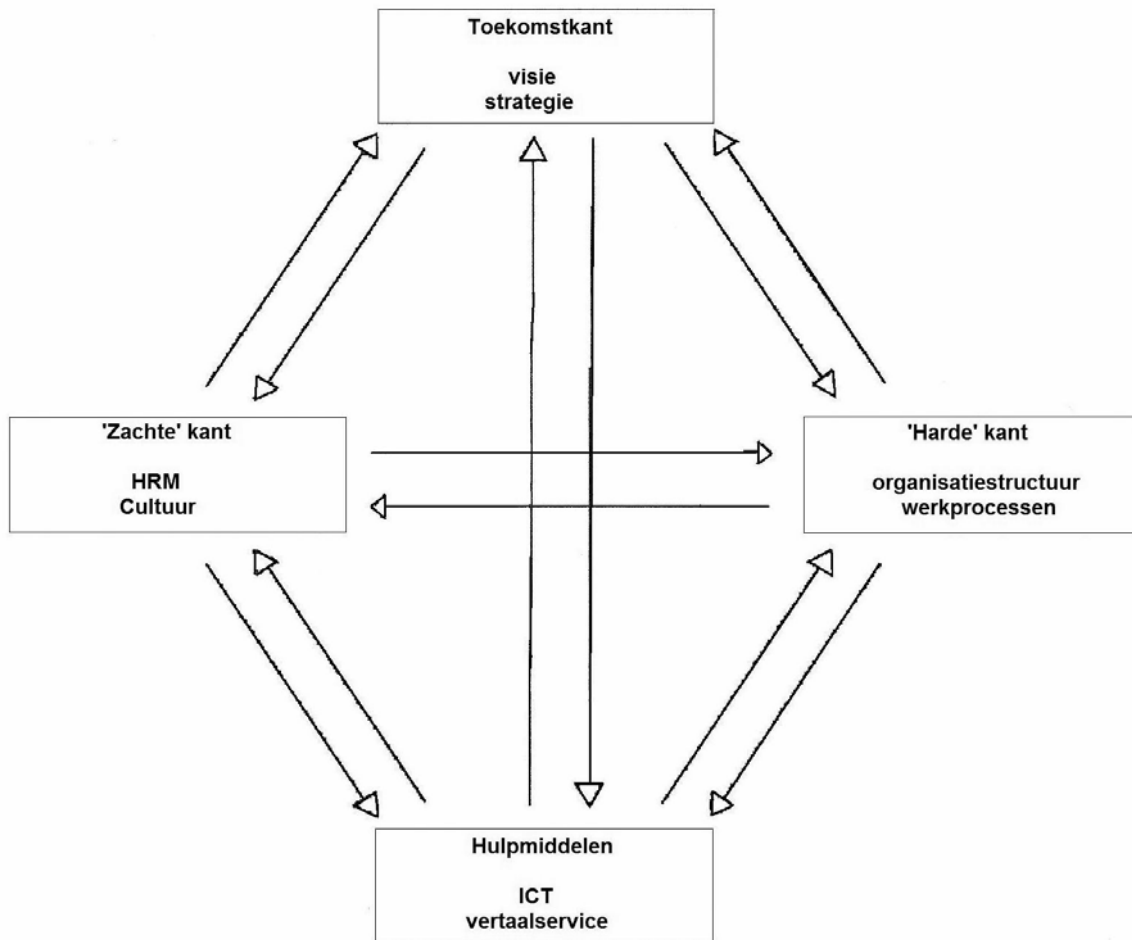 Toekomstkant
visie
strategie
'Zachte' kant
HRM
Cultuur
'Harde' kant
organisatiestructuur
werkprocessen
Hulpmiddelen
ICT
vertaalservice